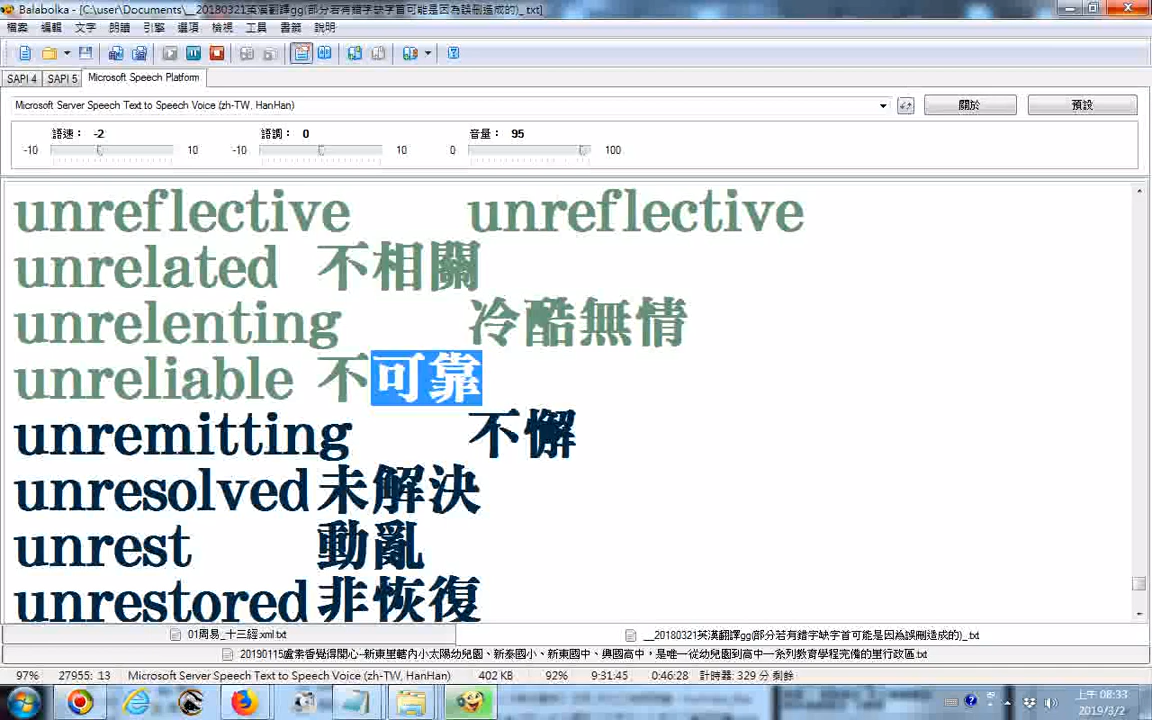 Balabolka - [C:\user\Documents\__20180321英漢翻譯gg(部分若有錯字缺字首可能是因為誤刪造成的)_.txt]
檔案 編輯 文字 朗讀 引擎 選項 檢視 工具 書籤 說明
SAPI 4 SAPI 5 Microsoft Speech Platform
Microsoft Server Speech Text to Speech Voice (zh-TW, HanHan) 關於 預設
語速： -2 語調： 0 音量： 95
-10 10 -10 10 0 100
unreflective unreflective
unrelated 不相關
unrelenting 冷酷無情
unreliable 不可靠
unremitting 不懈
unresolved 未解決
unrest 動亂
unrestored 非恢復
01周易_十三經.xml.txt __20180321英漢翻譯gg(部分若有錯字缺字首可能是因為誤刪造成的)_.txt
20190115盧素香覺得開心-新東里轄內小太陽幼兒園、新泰國小、新東國中、興國高中，是唯一從幼兒園到高中一系列教育學程完備的里行政區.txt
97% 27955: 13 Microsoft Server Speech Text to Speech Voice (zh-TW, HanHan) 402 KB 92% 9:31:45 0:46:28 計時器: 329 分 剩餘
上午 08:33
2019/3/2